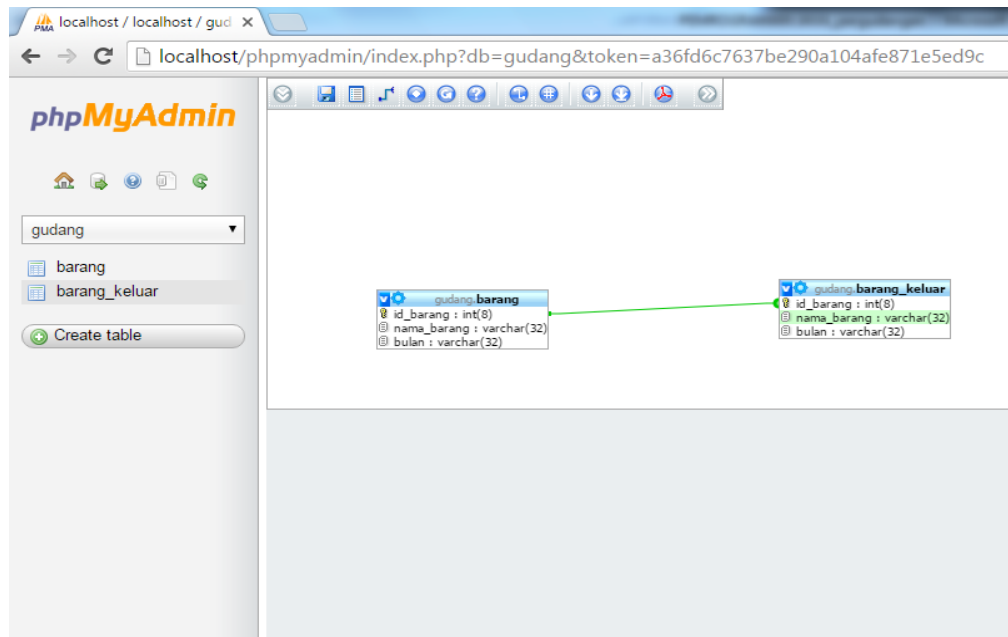 localhost / localhost / gud
localhost/phpmyadmin/index.php?db=gudang&token=a36fd6c7637be290a104afe871e5ed9c
phpMyAdmin
gudang
barang
barang_keluar
Create table
gudang.barang
id_barang : int(8)
nama_barang : varchar(32)
bulan : varchar(32)
gudang.barang_keluar
id_barang : int(8)
nama_barang : varchar(32)
bulan : varchar(32)